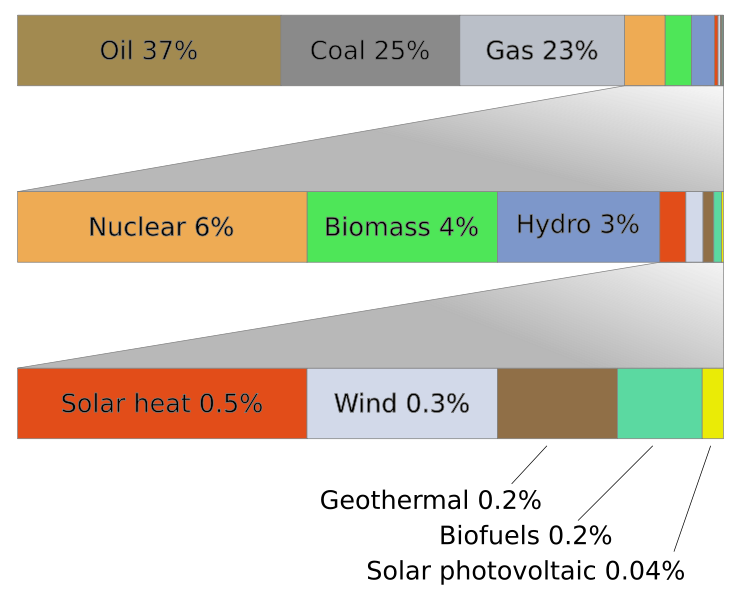 Oil 37%
Coal 25%
Gas 23%
Nuclear 6%
Biomass 4%
Hydro 3%
Solar heat 0.5%
Wind 0.3%
Geothermal 0.2%
Biofuels 0.2%
Solar photovoltaic 0.04%